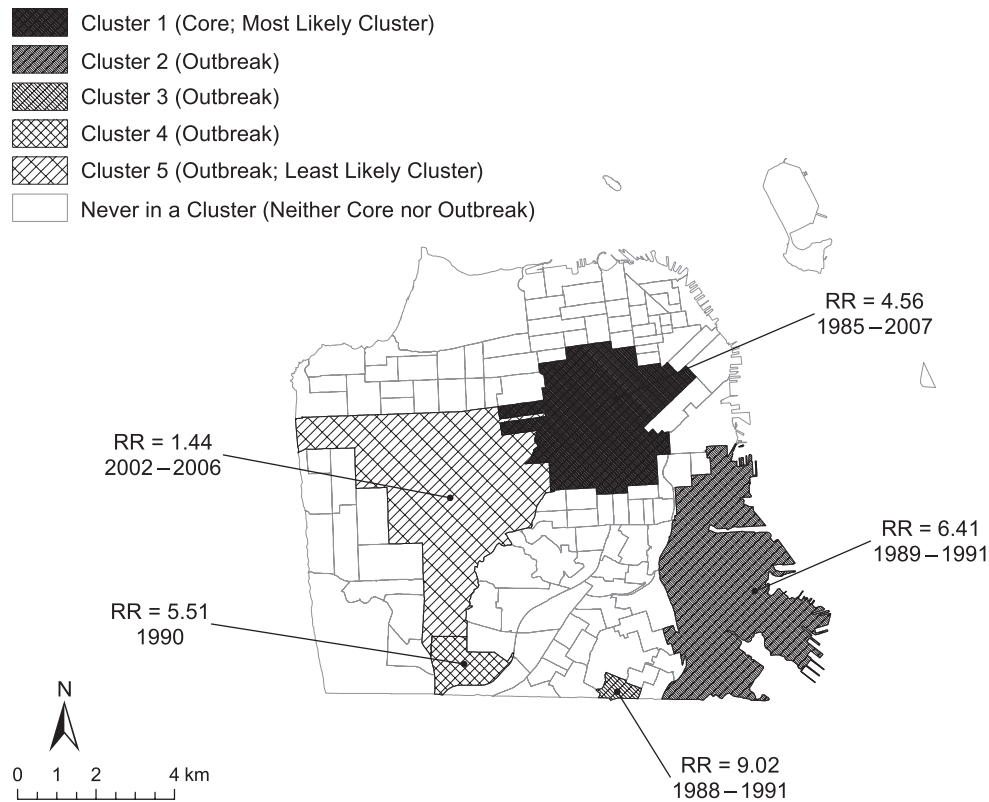 Cluster 1 (Core; Most Likely Cluster)
Cluster 2 (Outbreak)
Cluster 3 (Outbreak)
Cluster 4 (Outbreak)
Cluster 5 (Outbreak; Least Likely Cluster)
Never in a Cluster (Neither Core nor Outbreak)
RR = 4.56
1985–2007
RR = 1.44
2002–2006
RR = 6.41
1989–1991
RR = 5.51
1990
RR = 9.02
1988–1991
N
0 1 2 4 km